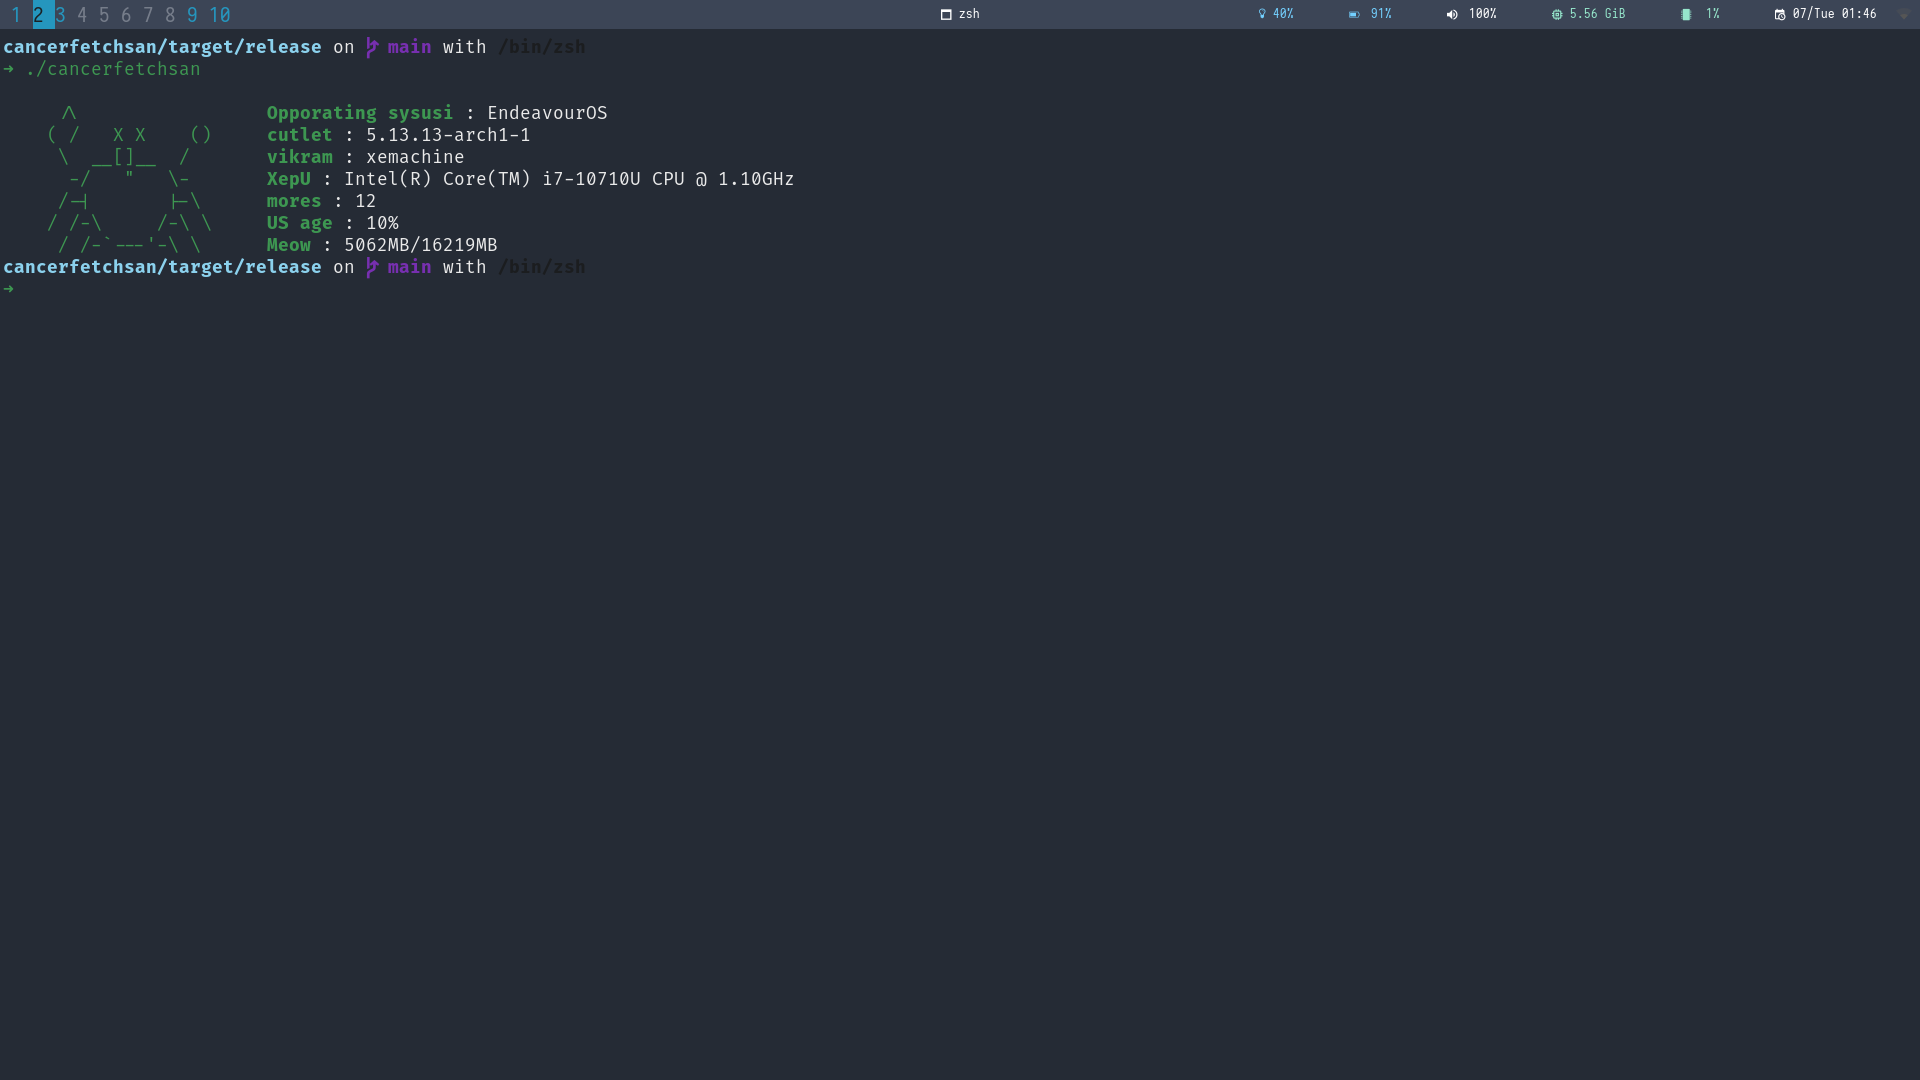 1 2 3 4 5 6 7 8 9 10 zsh 40% 91% 100% 5.56 GiB 1% 07/Tue 01:46
cancerfetchsan/target/release on main with /bin/zsh
→ ./cancerfetchsan
     /\                 Opporating sysusi : EndeavourOS
    ( /   X X    ()     cutlet : 5.13.13-arch1-1
     \  __[]__  /       vikram : xemachine
      -/   "   \-       XepU : Intel(R) Core(TM) i7-10710U CPU @ 1.10GHz
     /-|       |-\      mores : 12
    / /-\     /-\ \     US age : 10%
     / /-`---'-\ \      Meow : 5062MB/16219MB
cancerfetchsan/target/release on main with /bin/zsh
→